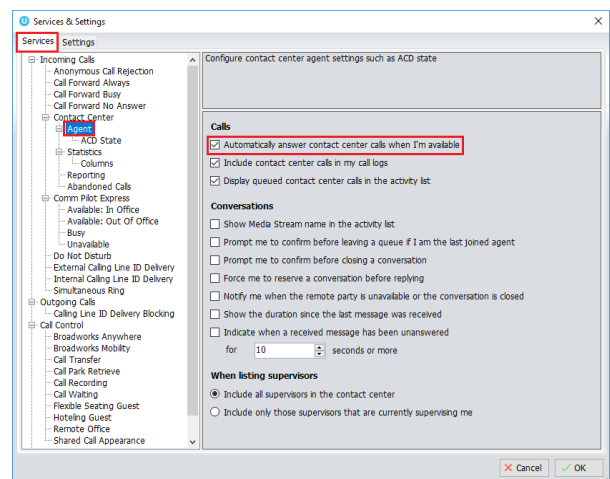 Services & Settings
Services
Settings
Incoming Calls
Anonymous Call Rejection
Call Forward Always
Call Forward Busy
Call Forward No Answer
Contact Center
Agent
ACD State
Statistics
Columns
Reporting
Abandoned Calls
Comm Pilot Express
Available: In Office
Available: Out Of Office
Busy
Unavailable
Do Not Disturb
External Calling Line ID Delivery
Internal Calling Line ID Delivery
Simultaneous Ring
Outgoing Calls
Calling Line ID Delivery Blocking
Call Control
Broadworks Anywhere
Broadworks Mobility
Call Transfer
Call Park Retrieve
Call Recording
Call Waiting
Flexible Seating Guest
Hoteling Guest
Remote Office
Shared Call Appearance
Configure contact center agent settings such as ACD state
Calls
Automatically answer contact center calls when I'm available
Include contact center calls in my call logs
Display queued contact center calls in the activity list
Conversations
Show Media Stream name in the activity list
Prompt me to confirm before leaving a queue if I am the last joined agent
Prompt me to confirm before closing a conversation
Force me to reserve a conversation before replying
Notify me when the remote party is unavailable or the conversation is closed
Show the duration since the last message was received
Indicate when a received message has been unanswered
for 10 seconds or more
When listing supervisors
Include all supervisors in the contact center
Include only those supervisors that are currently supervising me
Cancel
OK